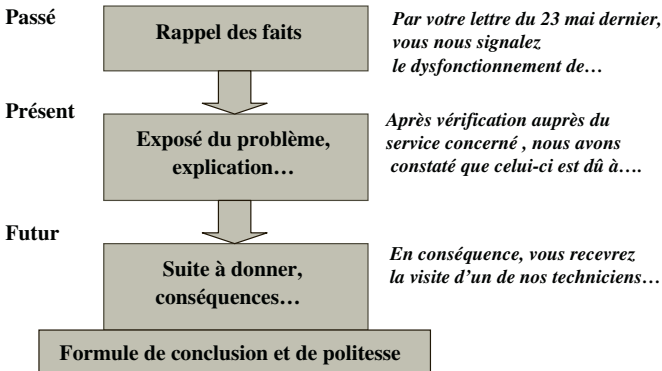 Passé
Rappel des faits
Par votre lettre du 23 mai dernier,
vous nous signalez
le dysfonctionnement de…
Présent
Exposé du problème,
explication…
Après vérification auprès du
service concerné , nous avons
constaté que celui-ci est dû à….
Futur
Suite à donner,
conséquences…
En conséquence, vous recevrez
la visite d’un de nos techniciens…
Formule de conclusion et de politesse